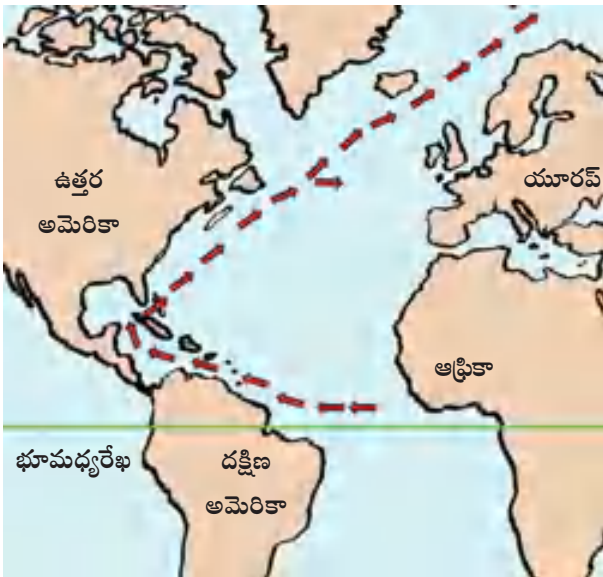 ఉత్తర
అమెరికా
యూరప్
ఆఫ్రికా
భూమధ్యరేఖ
దక్షిణ
అమెరికా